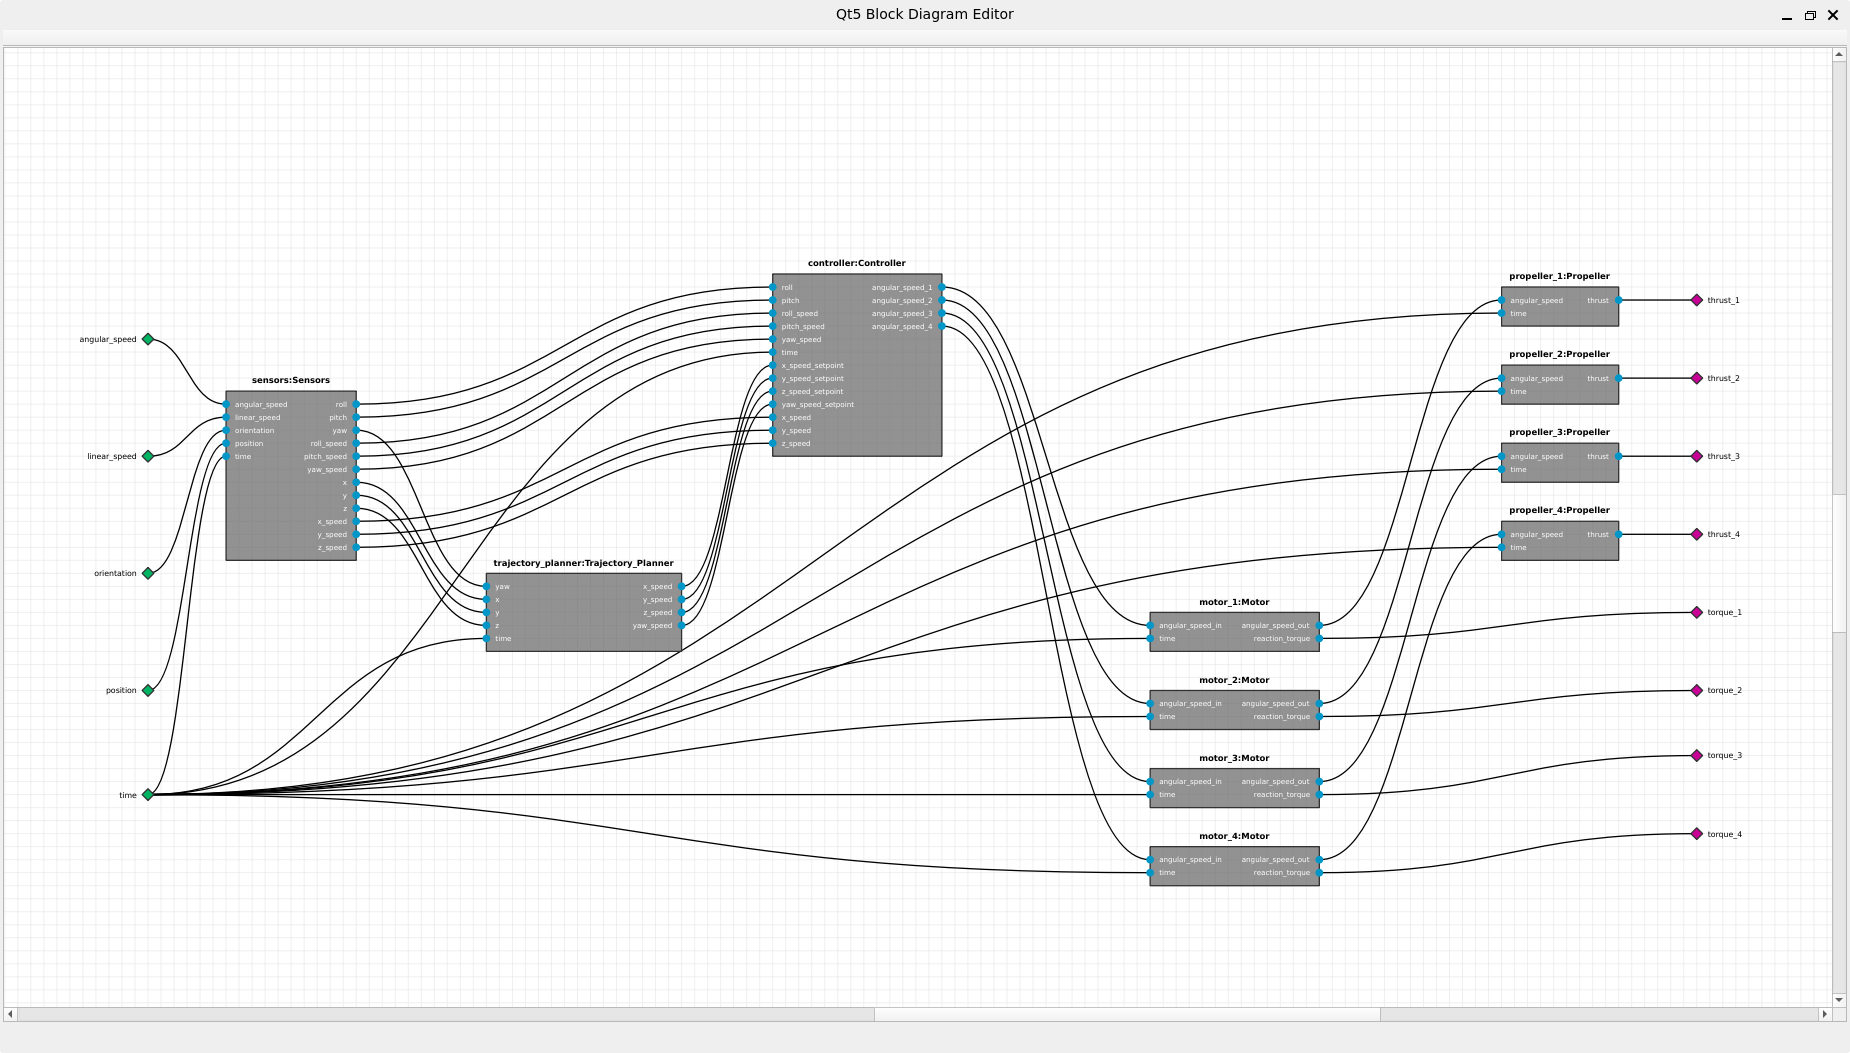 Qt5 Block Diagram Editor
angular_speed
linear_speed
orientation
position
time
sensors:Sensors
angular_speed roll
linear_speed pitch
orientation yaw
position roll_speed
time pitch_speed
yaw_speed
x
y
z
x_speed
y_speed
z_speed
trajectory_planner:Trajectory_Planner
yaw x_speed
x y_speed
y z_speed
z yaw_speed
time
controller:Controller
roll angular_speed_1
pitch angular_speed_2
roll_speed angular_speed_3
pitch_speed angular_speed_4
yaw_speed
time
x_speed_setpoint
y_speed_setpoint
z_speed_setpoint
yaw_speed_setpoint
x_speed
y_speed
z_speed
motor_1:Motor
angular_speed_in angular_speed_out
time reaction_torque
motor_2:Motor
angular_speed_in angular_speed_out
time reaction_torque
motor_3:Motor
angular_speed_in angular_speed_out
time reaction_torque
motor_4:Motor
angular_speed_in angular_speed_out
time reaction_torque
propeller_1:Propeller
angular_speed thrust
time
propeller_2:Propeller
angular_speed thrust
time
propeller_3:Propeller
angular_speed thrust
time
propeller_4:Propeller
angular_speed thrust
time
thrust_1
thrust_2
thrust_3
thrust_4
torque_1
torque_2
torque_3
torque_4